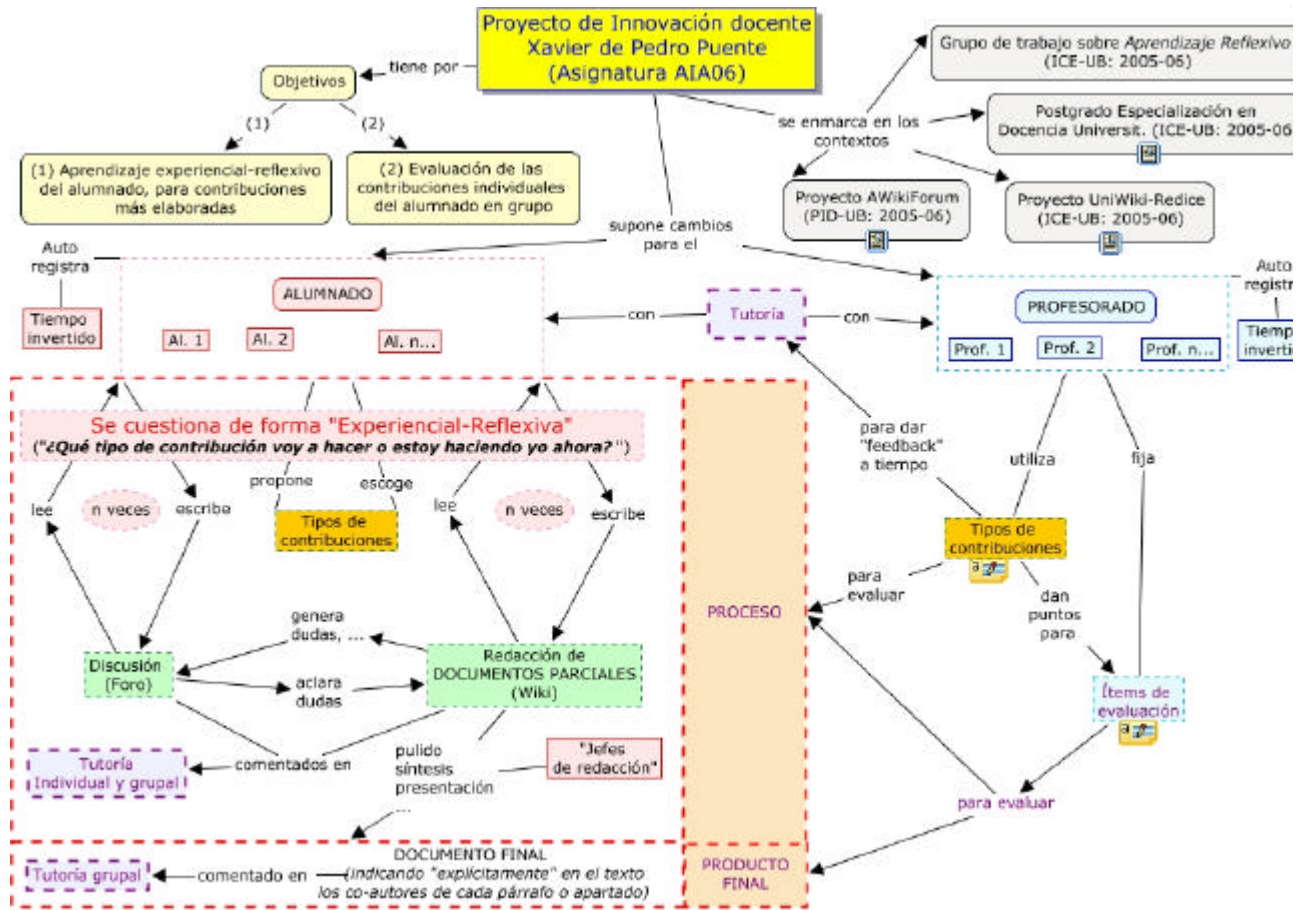 Proyecto de Innovación docente
Xavier de Pedro Puente
(Asignatura AIA06)
tiene por
Objetivos
(1)
(2)
(1) Aprendizaje experiencial-reflexivo
del alumnado, para contribuciones
más elaboradas
(2) Evaluación de las
contribuciones individuales
del alumnado en grupo
se enmarca en los
contextos
Grupo de trabajo sobre Aprendizaje Reflexivo
(ICE-UB: 2005-06)
Postgrado Especialización en
Docencia Universit. (ICE-UB: 2005-06
Proyecto AWikiForum
(PID-UB: 2005-06)
Proyecto UniWiki-Redice
(ICE-UB: 2005-06)
supone cambios
para el
Auto
registra
Tiempo
invertido
ALUMNADO
Al. 1
Al. 2
Al. n...
con
Tutoría
con
PROFESORADO
Prof. 1
Prof. 2
Prof. n...
Auto
registr
Tiemp
inverti
Se cuestiona de forma "Experiencial-Reflexiva"
("¿Qué tipo de contribución voy a hacer o estoy haciendo yo ahora? ")
lee
n veces
escribe
propone
escoge
Tipos de
contribuciones
lee
n veces
escribe
para dar
"feedback"
a tiempo
utiliza
fija
Tipos de
contribuciones
para
evaluar
dan
puntos
para
Ítems de
evaluación
para evaluar
PROCESO
genera
dudas, ...
Discusión
(Foro)
aclara
dudas
Redacción de
DOCUMENTOS PARCIALES
(Wiki)
Tutoría
Individual y grupal
comentados en
pulido
síntesis
presentación
...
"Jefes
de redacción"
Tutoría grupal
comentado en
DOCUMENTO FINAL
(indicando "explícitamente" en el texto
los co-autores de cada párrafo o apartado)
PRODUCTO
FINAL